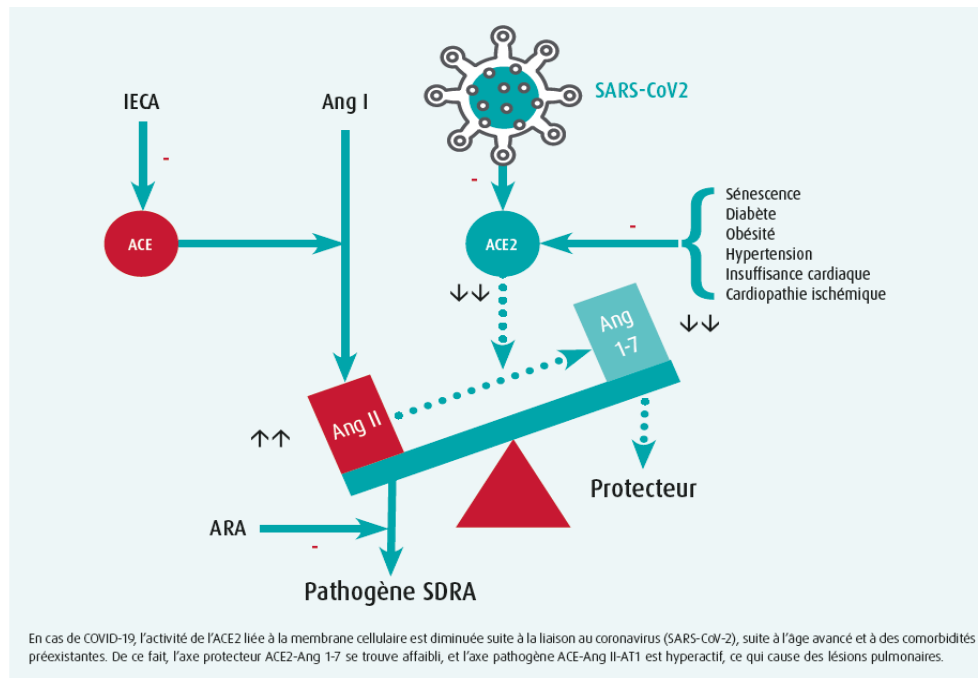 SARS-CoV2
IECA
Ang I
-
-
ACE
ACE2
-
Sénescence
Diabète
Obésité
Hypertension
Insuffisance cardiaque
Cardiopathie ischémique
↓↓
↓↓
Ang
1-7
Ang II
↑↑
Protecteur
ARA
-
Pathogène SDRA
En cas de COVID-19, l'activité de l'ACE2 liée à la membrane cellulaire est diminuée suite à la liaison au coronavirus (SARS-CoV-2), suite à l'âge avancé et à des comorbidités
préexistantes. De ce fait, l'axe protecteur ACE2-Ang 1-7 se trouve affaibli, et l'axe pathogène ACE-Ang II-AT1 est hyperactif, ce qui cause des lésions pulmonaires.